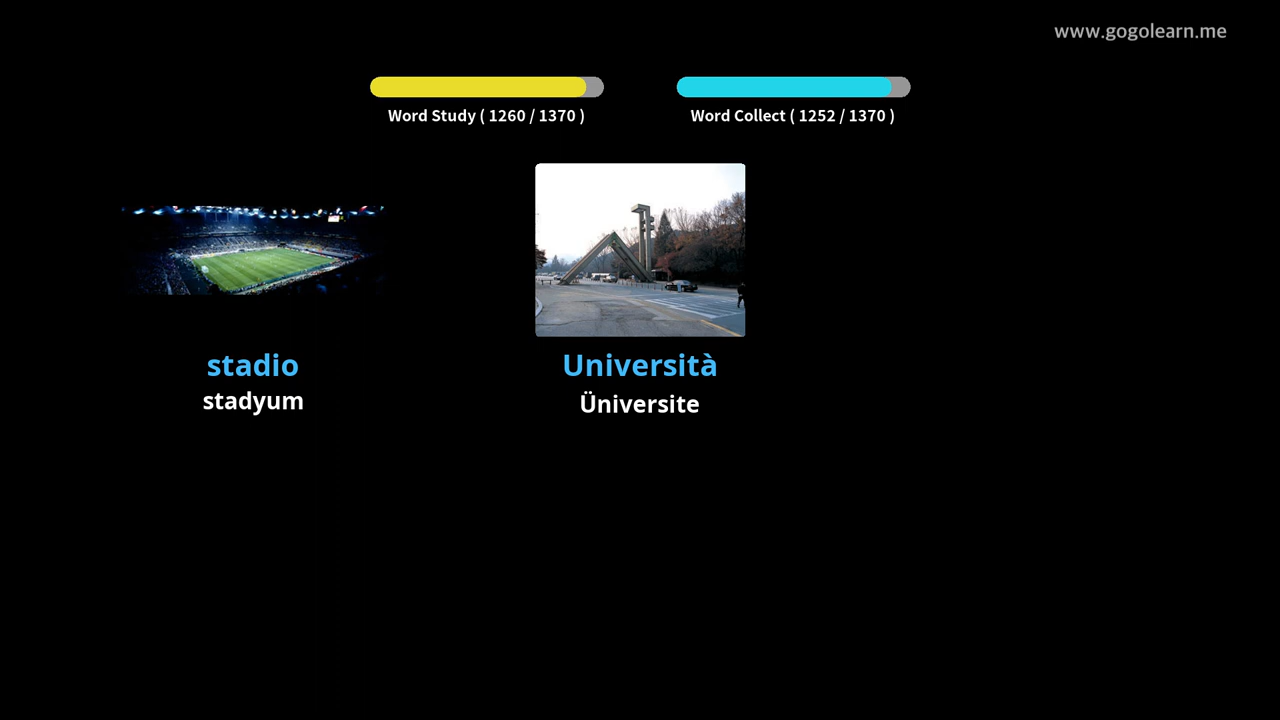 www.gogolearn.me
Word Study ( 1260 / 1370 )
Word Collect ( 1252 / 1370 )
stadio
stadyum
Università
Üniversite